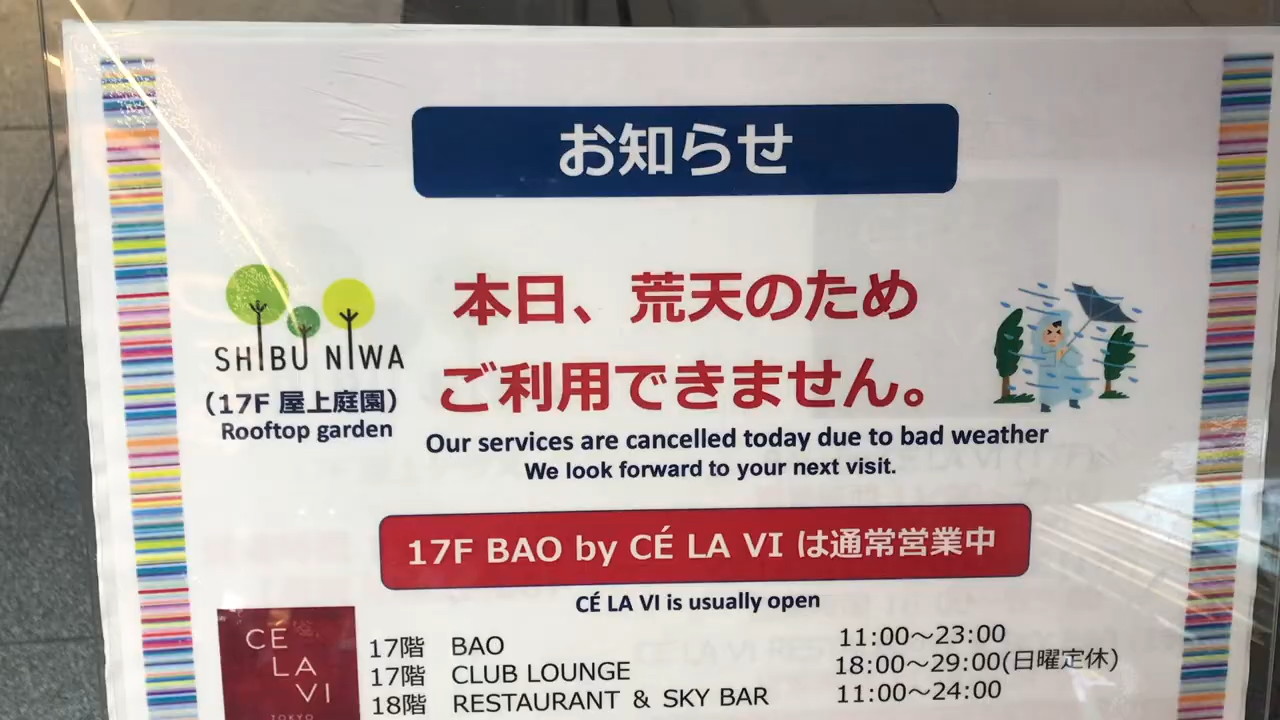 お知らせ
本日、荒天のため
ご利用できません。
SHIBU NIWA
（17F 屋上庭園）
Rooftop garden
Our services are cancelled today due to bad weather
We look forward to your next visit.
17F BAO by CÉ LA VI は通常営業中
CÉ LA VI is usually open
CÉ
LA
VI
TOKYO
17階 BAO 11:00～23:00
17階 CLUB LOUNGE 18:00～29:00(日曜定休)
18階 RESTAURANT & SKY BAR 11:00～24:00